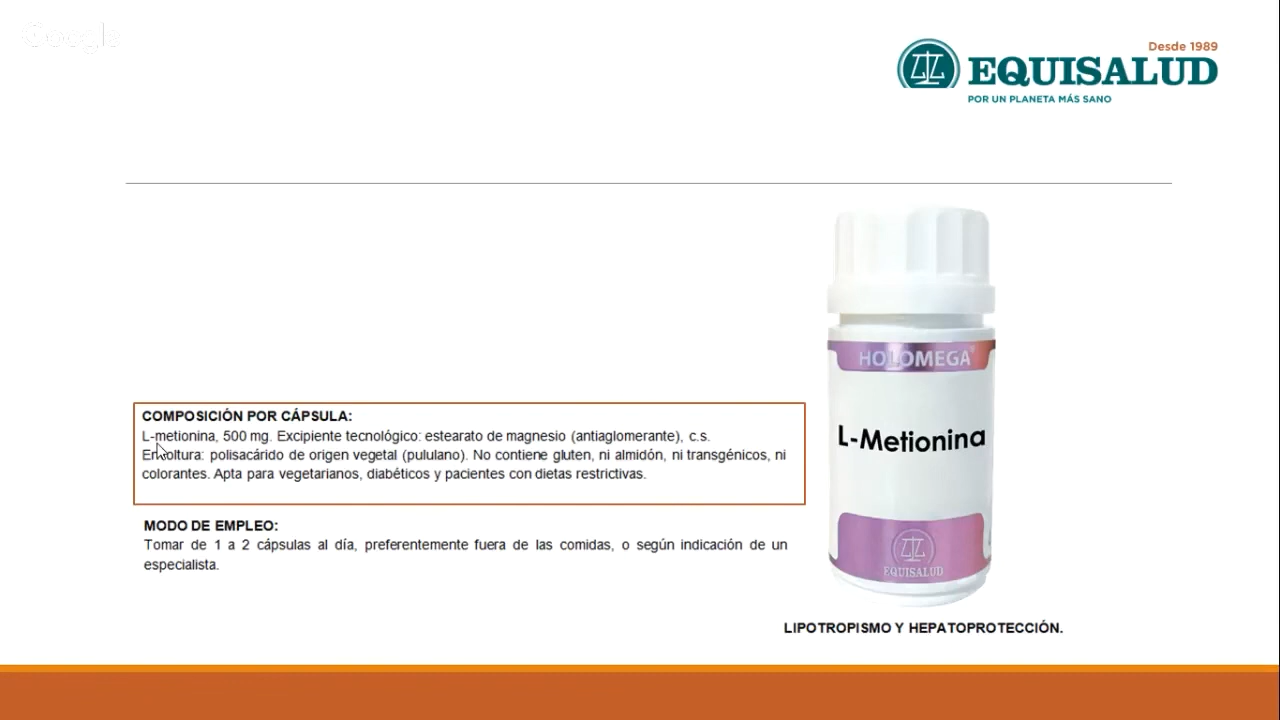 Google
Desde 1989
EQUISALUD
POR UN PLANETA MÁS SANO
HOLOMEGA®
L-Metionina
EQUISALUD
COMPOSICIÓN POR CÁPSULA:
L-metionina, 500 mg. Excipiente tecnológico: estearato de magnesio (antiaglomerante), c.s.
Envoltura: polisacárido de origen vegetal (pululano). No contiene gluten, ni almidón, ni transgénicos, ni
colorantes. Apta para vegetarianos, diabéticos y pacientes con dietas restrictivas.
MODO DE EMPLEO:
Tomar de 1 a 2 cápsulas al día, preferentemente fuera de las comidas, o según indicación de un
especialista.
LIPOTROPISMO Y HEPATOPROTECCIÓN.